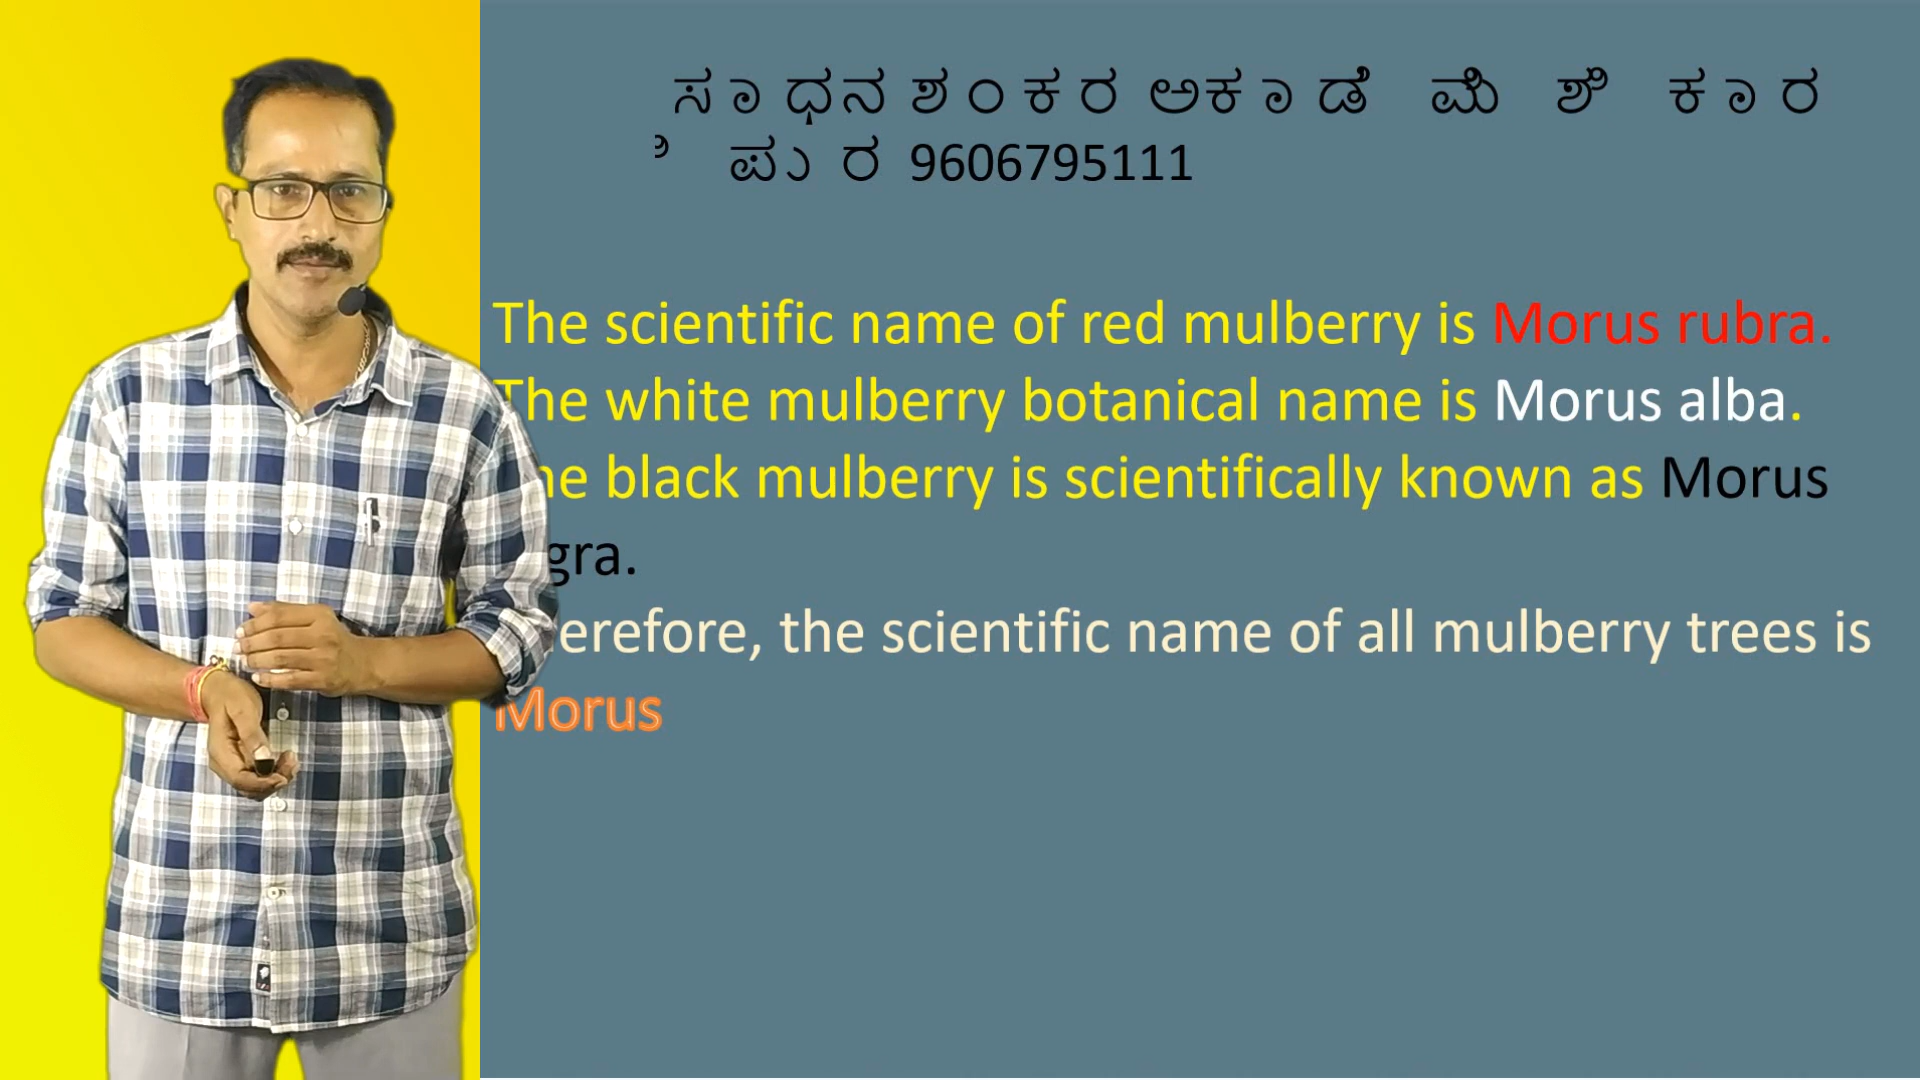 ಸಾಧನ ಶಂಕರ ಅಕಾಡೆಮಿ ಶಿಕಾರ
ಿಪುರ 9606795111
The scientific name of red mulberry is Morus rubra.
The white mulberry botanical name is Morus alba.
he black mulberry is scientifically known as Morus
gra.
erefore, the scientific name of all mulberry trees is
Morus